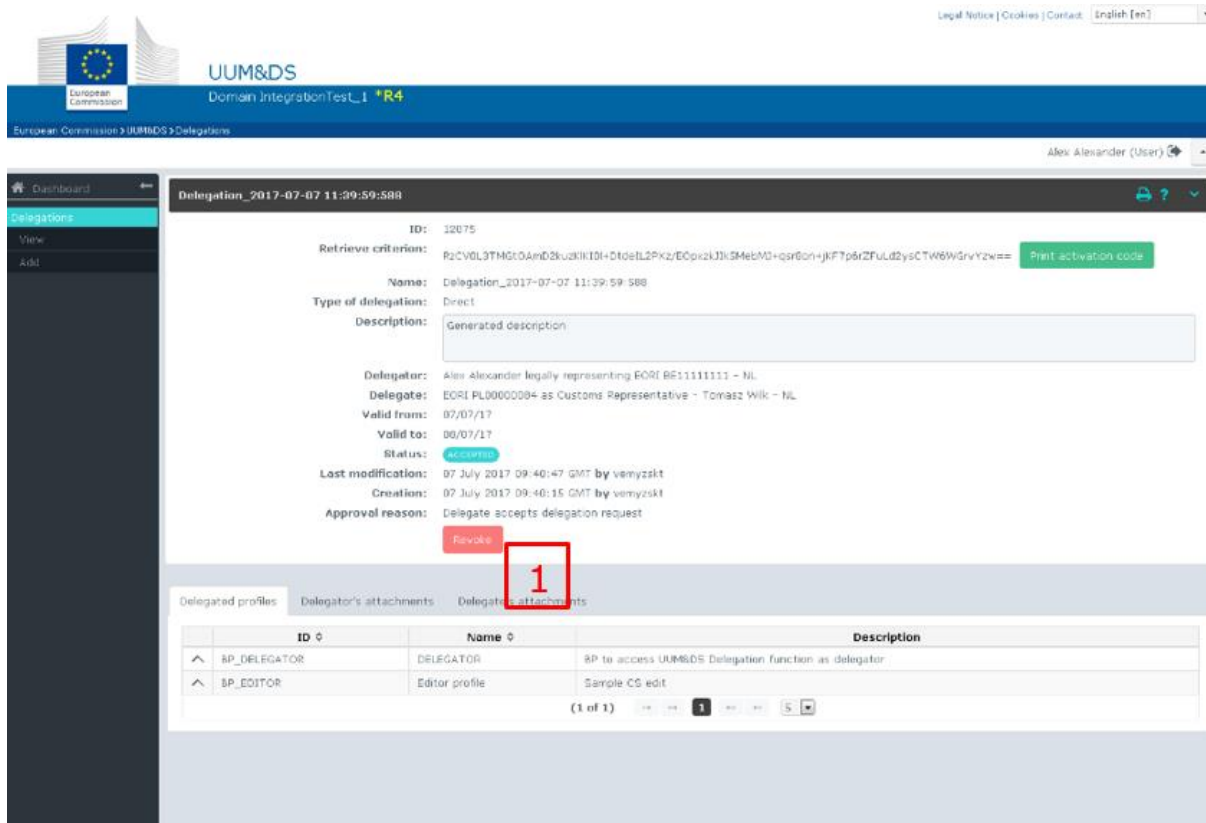 Legal Notice | Cookies | Contact English [en]
UUM&DS
European
Commission
Domain IntegrationTest_1 *R4
European Commission > UUM&DS > Delegations
Alex Alexander (User)
Dashboard
Delegations
View
Add
Delegation_2017-07-07 11:39:59:588
?
ID: 12075
Retrieve criterion:
Print activation code
Name: Delegation_2017-07-07 11:39:59:588
Type of delegation: Direct
Description: Generated description
Delegator: Alex Alexander legally representing EORI BE11111111 - NL
Delegate: EORI PL00000084 as Customs Representative - Tomasz Wilk - NL
Valid from: 07/07/17
Valid to: 08/07/17
Status: ACCEPTED
Last modification: 07 July 2017 09:40:47 GMT by vemyzskt
Creation: 07 July 2017 09:40:15 GMT by vemyzskt
Approval reason: Delegate accepts delegation request
Revoke
1
Delegated profiles Delegator's attachments Delegate's attachments
ID Name Description
BP_DELEGATOR DELEGATOR BP to access UUM&DS Delegation function as delegator
BP_EDITOR Editor profile Sample CS edit
(1 of 1) 1 5